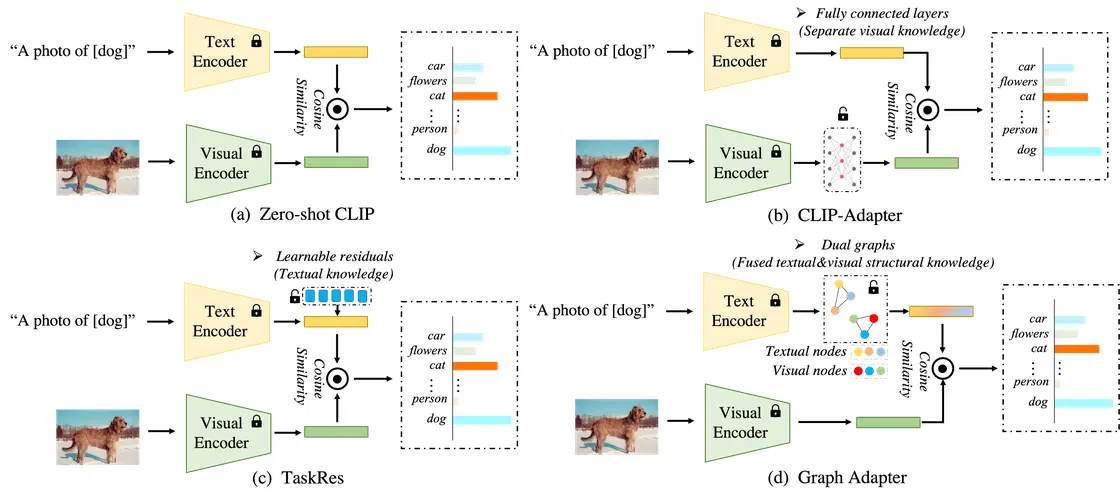 “A photo of [dog]”
Text
Encoder
Visual
Encoder
Cosine
Similarity
car
flowers
cat
person
dog
(a) Zero-shot CLIP
➢ Fully connected layers
(Separate visual knowledge)
“A photo of [dog]”
Text
Encoder
Visual
Encoder
Cosine
Similarity
car
flowers
cat
person
dog
(b) CLIP-Adapter
➢ Learnable residuals
(Textual knowledge)
“A photo of [dog]”
Text
Encoder
Visual
Encoder
Cosine
Similarity
car
flowers
cat
person
dog
(c) TaskRes
➢ Dual graphs
(Fused textual&visual structural knowledge)
“A photo of [dog]”
Text
Encoder
Textual nodes
Visual nodes
Visual
Encoder
Cosine
Similarity
car
flowers
cat
person
dog
(d) Graph Adapter